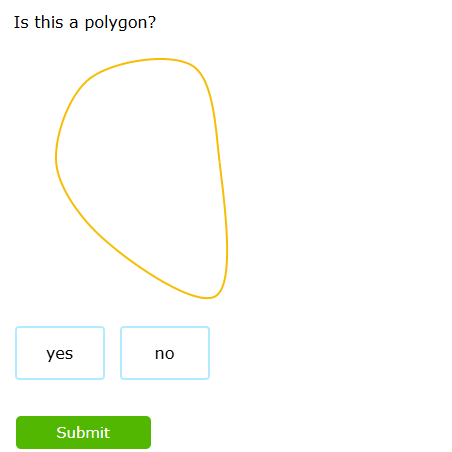 Is this a polygon?
yes
no
Submit